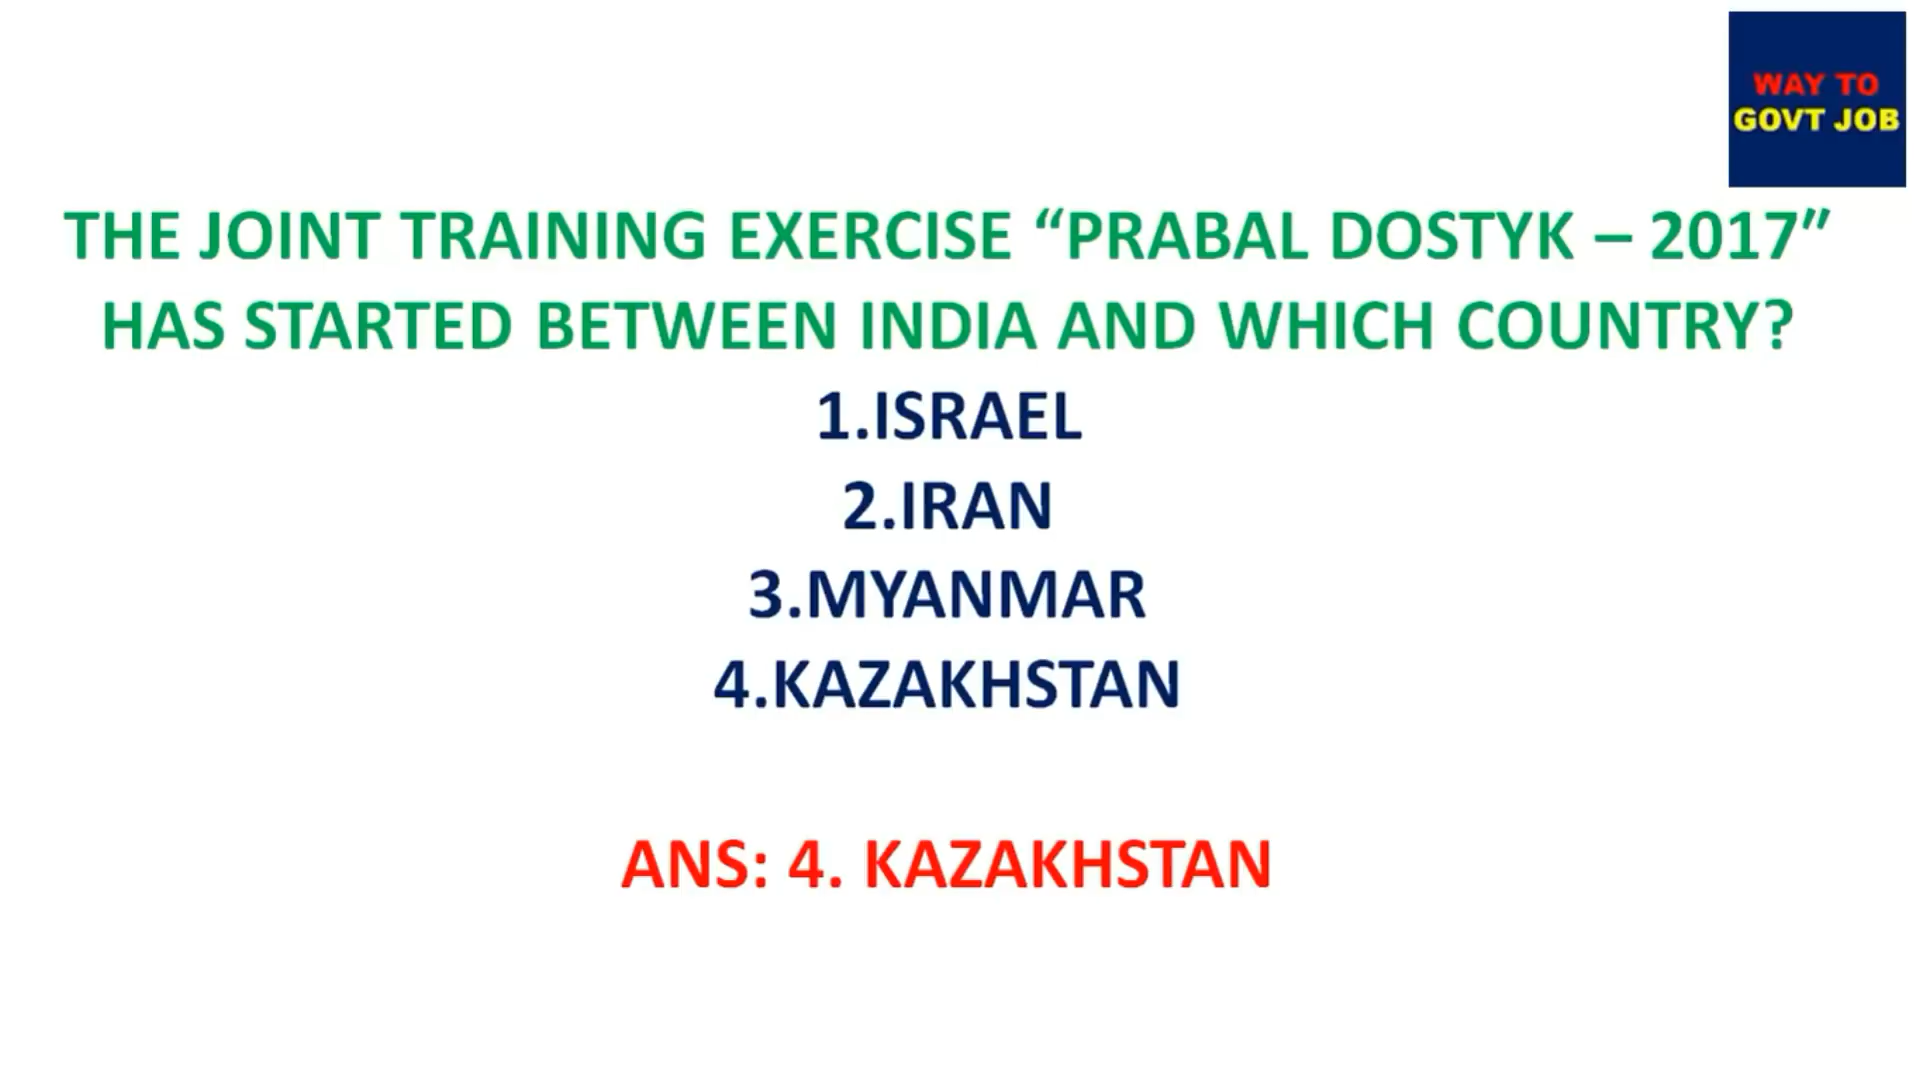 WAY TO
GOVT JOB
THE JOINT TRAINING EXERCISE “PRABAL DOSTYK – 2017”
HAS STARTED BETWEEN INDIA AND WHICH COUNTRY?
1.ISRAEL
2.IRAN
3.MYANMAR
4.KAZAKHSTAN
ANS: 4. KAZAKHSTAN